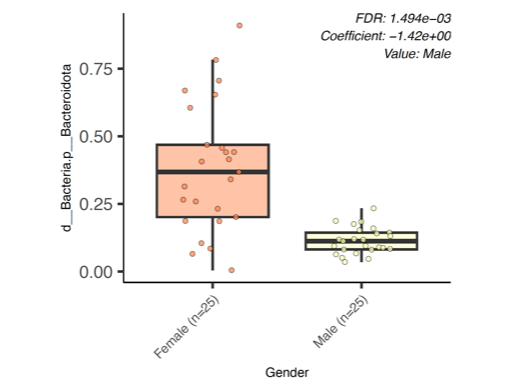 FDR: 1.494e−03
Coefficient: −1.42e+00
Value: Male
d__Bacteria.p__Bacteroidota
0.75
0.50
0.25
0.00
Female (n=25)
Male (n=25)
Gender